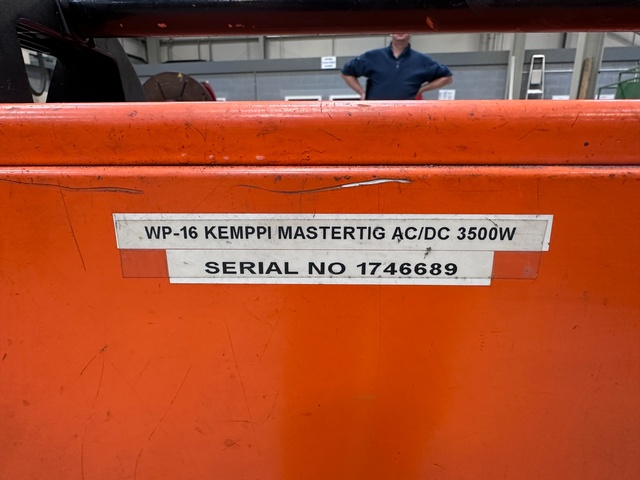 WP-16 KEMPPI MASTERTIG AC/DC 3500W
SERIAL NO 1746689